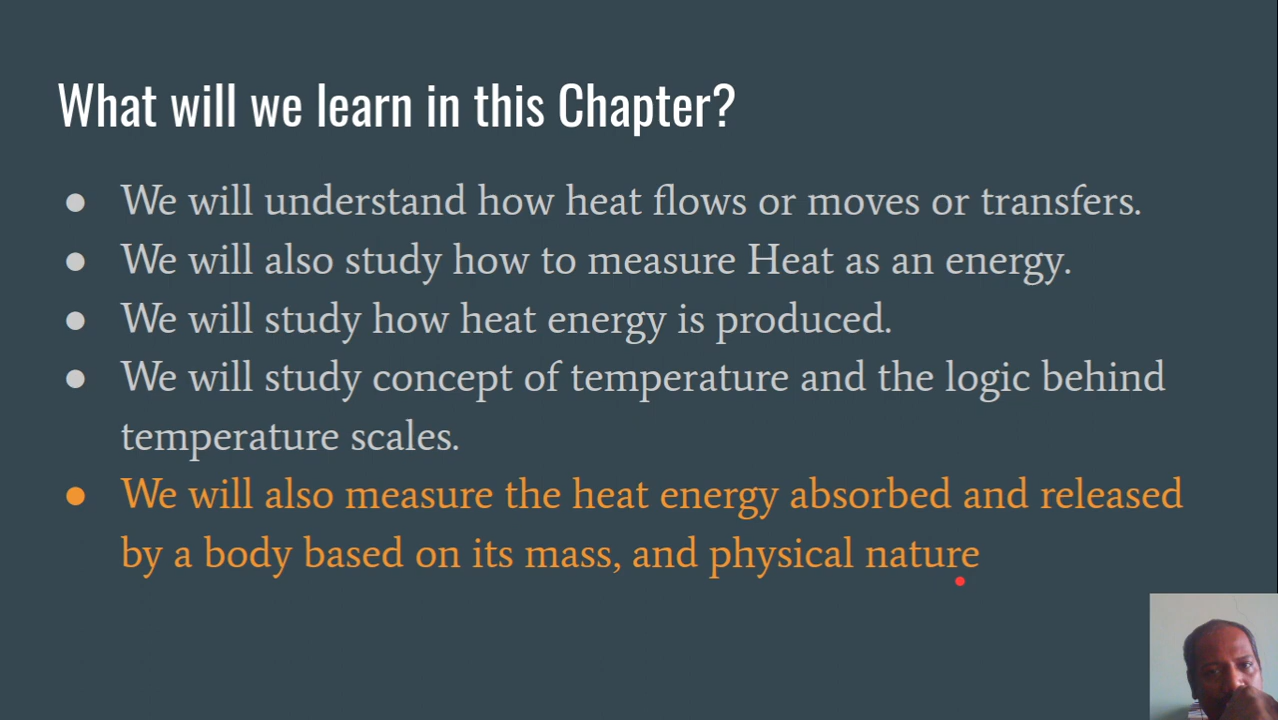 What will we learn in this Chapter?
● We will understand how heat flows or moves or transfers.
● We will also study how to measure Heat as an energy.
● We will study how heat energy is produced.
● We will study concept of temperature and the logic behind
temperature scales.
● We will also measure the heat energy absorbed and released
by a body based on its mass, and physical nature